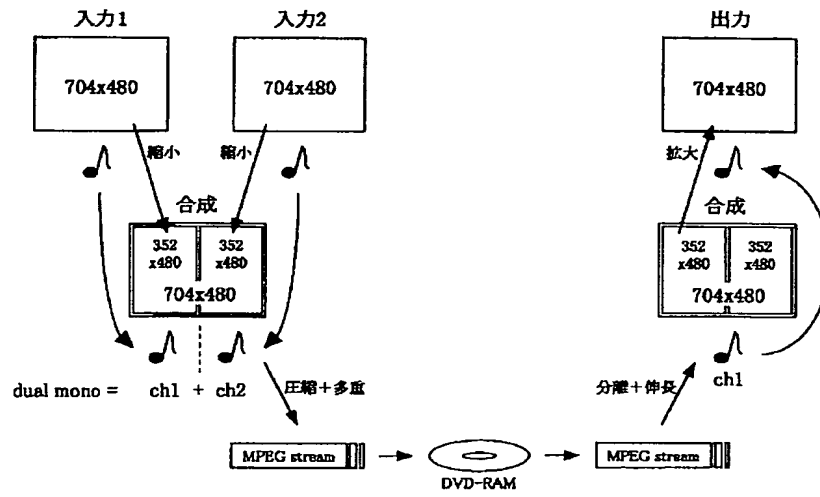 入力1
入力2
出力
704x480
704x480
704x480
縮小
縮小
拡大
合成
合成
352
x480
352
x480
352
x480
352
x480
704x480
704x480
dual mono = ch1 + ch2
ch1
圧縮+多重
分離+伸長
MPEG stream
MPEG stream
DVD-RAM